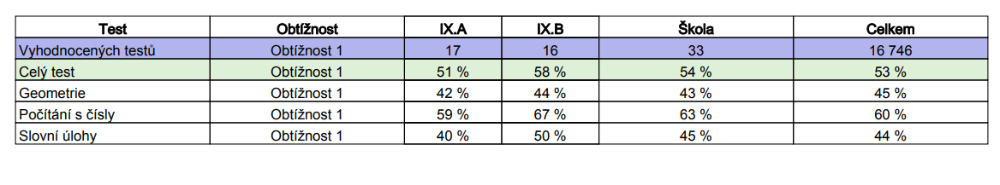 Test Obtížnost IX.A IX.B Škola Celkem
Vyhodnocených testů Obtížnost 1 17 16 33 16 746
Celý test Obtížnost 1 51 % 58 % 54 % 53 %
Geometrie Obtížnost 1 42 % 44 % 43 % 45 %
Počítání s čísly Obtížnost 1 59 % 67 % 63 % 60 %
Slovní úlohy Obtížnost 1 40 % 50 % 45 % 44 %